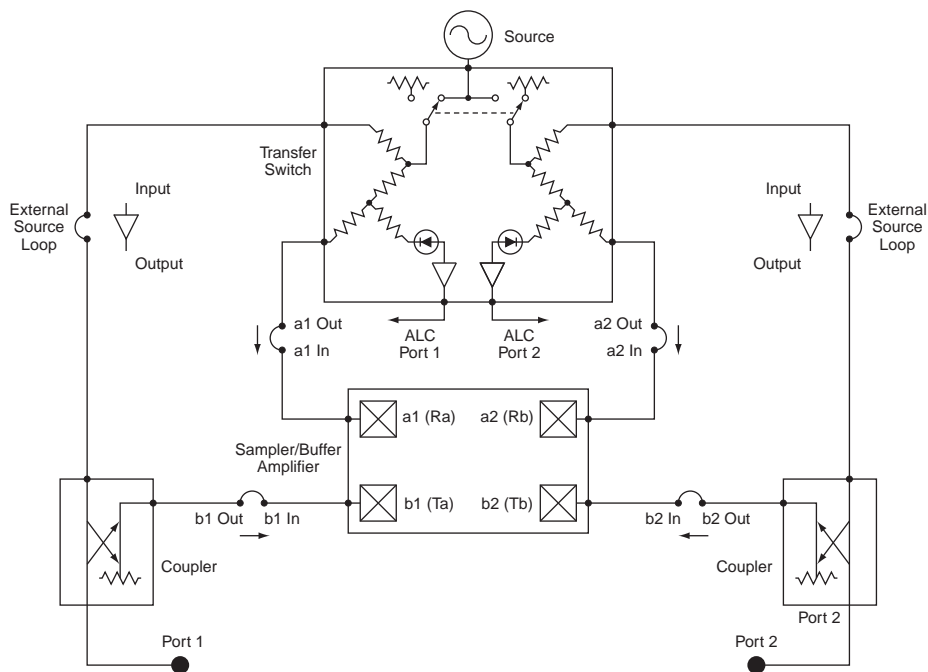 Source
Transfer
Switch
Input
Output
External
Source
Loop
Input
Output
External
Source
Loop
a1 Out
a1 In
ALC
Port 1
ALC
Port 2
a2 Out
a2 In
a1 (Ra)
a2 (Rb)
Sampler/Buffer
Amplifier
b1 (Ta)
b2 (Tb)
b1 Out
b1 In
b2 In
b2 Out
Coupler
Coupler
Port 2
Port 1
Port 2